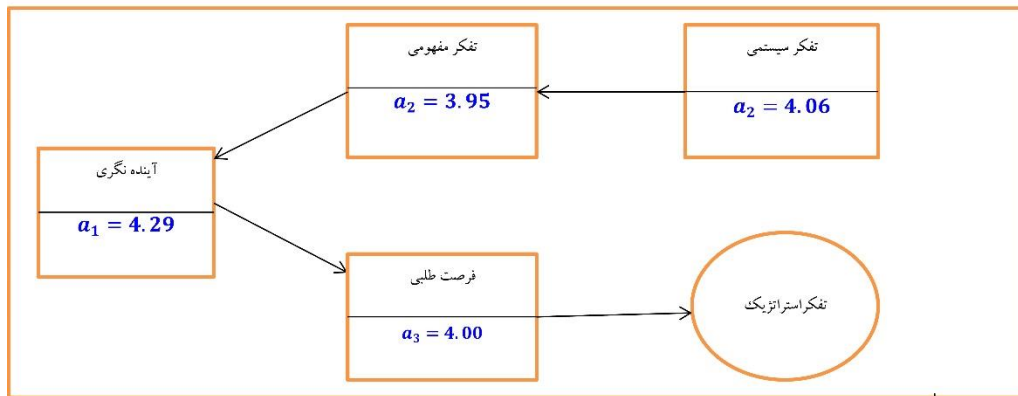 تفکر سیستمی
a₂ = 4.06
تفکر مفهومی
a₂ = 3.95
آینده نگری
a₁ = 4.29
فرصت طلبی
a₃ = 4.00
تفکراستراتژیک